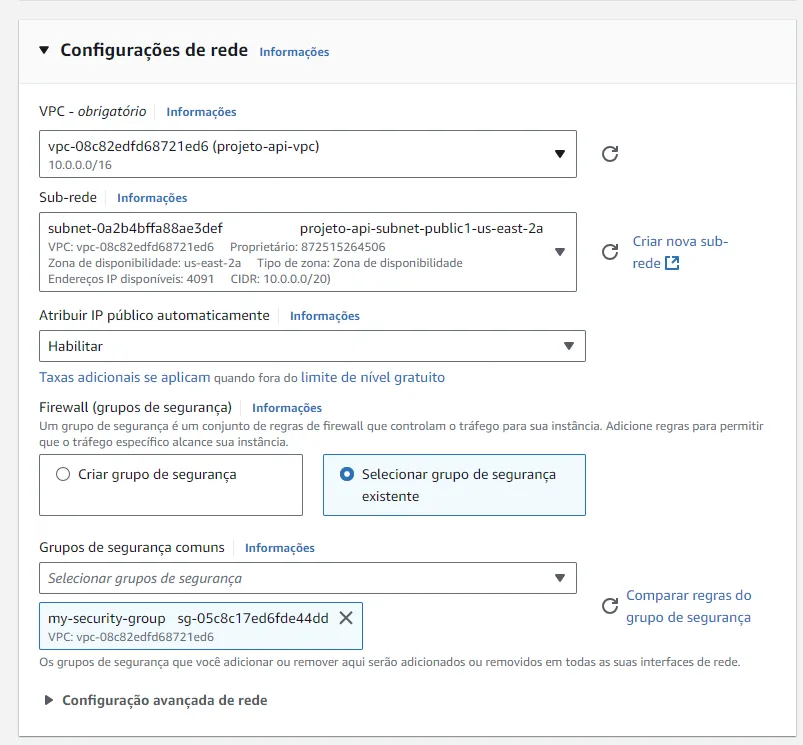 Configurações de rede Informações
VPC - obrigatório Informações
vpc-08c82edfd68721ed6 (projeto-api-vpc)
10.0.0.0/16
Sub-rede Informações
subnet-0a2b4bffa88ae3def projeto-api-subnet-public1-us-east-2a
VPC: vpc-08c82edfd68721ed6 Proprietário: 872515264506
Zona de disponibilidade: us-east-2a Tipo de zona: Zona de disponibilidade
Endereços IP disponíveis: 4091 CIDR: 10.0.0.0/20)
Criar nova sub-
rede
Atribuir IP público automaticamente Informações
Habilitar
Taxas adicionais se aplicam quando fora do limite de nível gratuito
Firewall (grupos de segurança) Informações
Um grupo de segurança é um conjunto de regras de firewall que controlam o tráfego para sua instância. Adicione regras para permitir
que o tráfego específico alcance sua instância.
Criar grupo de segurança
Selecionar grupo de segurança
existente
Grupos de segurança comuns Informações
Selecionar grupos de segurança
my-security-group sg-05c8c17ed6fde44dd
VPC: vpc-08c82edfd68721ed6
Comparar regras do
grupo de segurança
Os grupos de segurança que você adicionar ou remover aqui serão adicionados ou removidos em todas as suas interfaces de rede.
Configuração avançada de rede